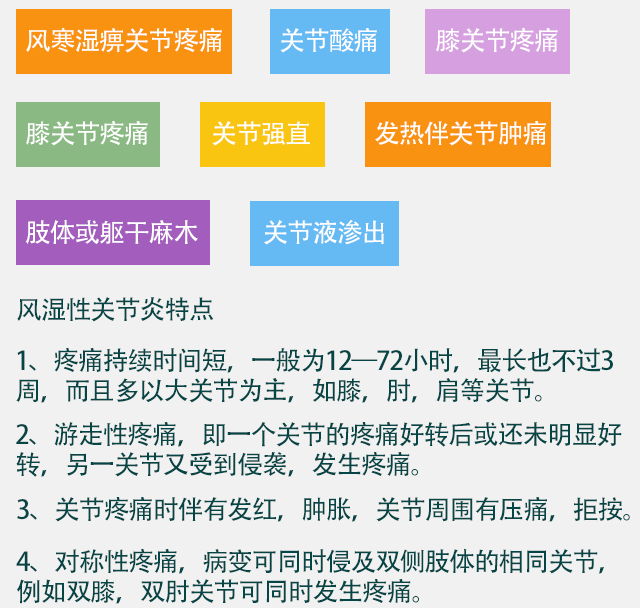 风寒湿痹关节疼痛
关节酸痛
膝关节疼痛
膝关节疼痛
关节强直
发热伴关节肿痛
肢体或躯干麻木
关节液渗出
风湿性关节炎特点
1、疼痛持续时间短，一般为12—72小时，最长也不过3
周，而且多以大关节为主，如膝，肘，肩等关节。
2、游走性疼痛，即一个关节的疼痛好转后或还未明显好
转，另一关节又受到侵袭，发生疼痛。
3、关节疼痛时伴有发红，肿胀，关节周围有压痛，拒按。
4、对称性疼痛，病变可同时侵及双侧肢体的相同关节，
例如双膝，双肘关节可同时发生疼痛。